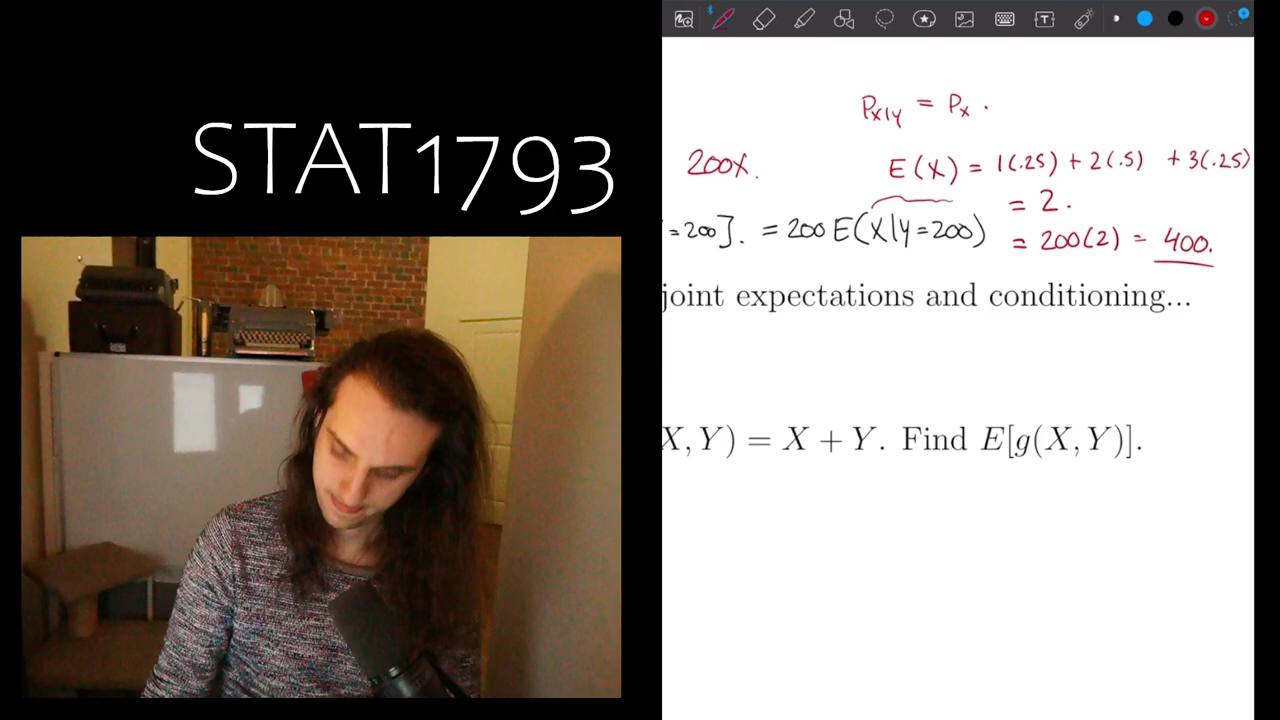 STAT1793
P_{X|Y} = P_X .
200X.
E(X) = 1(.25) + 2(.5) + 3(.25)
= 2.
=200]. = 200 E(X|Y=200) = 200(2) = 400.
joint expectations and conditioning...
X, Y) = X + Y. Find E[g(X, Y)].